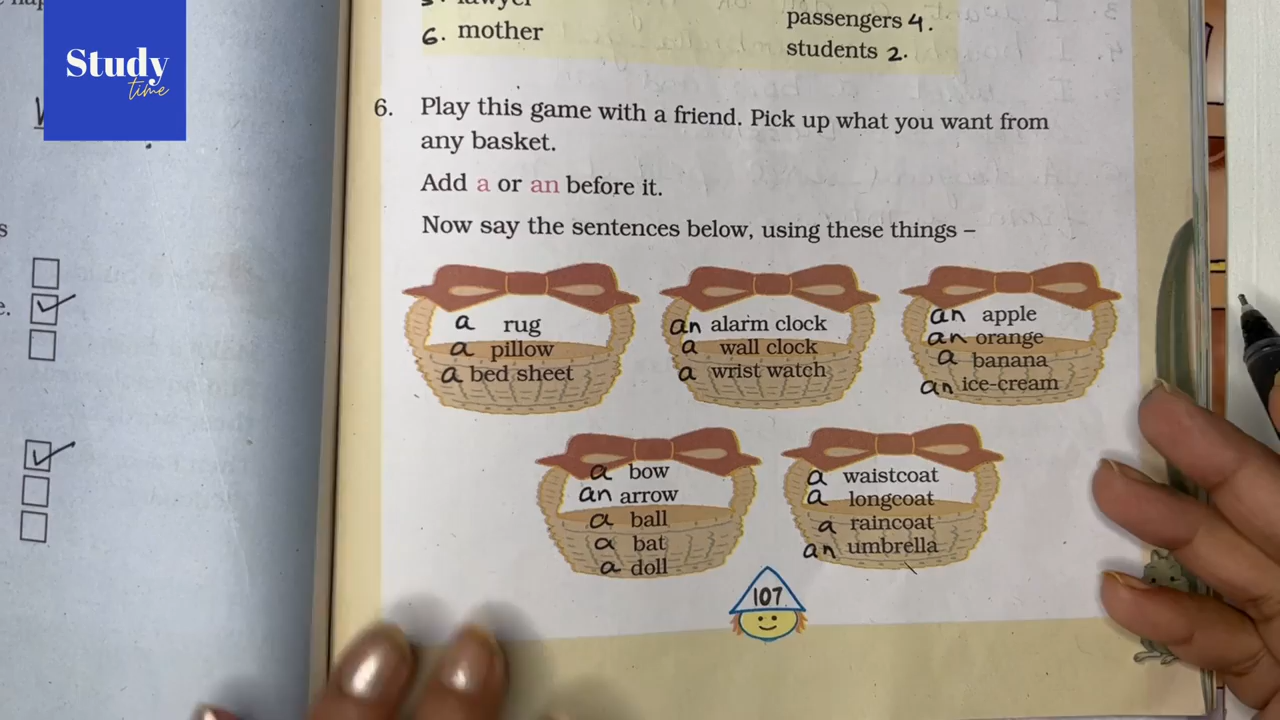 Study
time
5. lawyer
6. mother
passengers 4.
students 2.
6. Play this game with a friend. Pick up what you want from
any basket.
Add a or an before it.
Now say the sentences below, using these things –
a rug
a pillow
a bed sheet
an alarm clock
a wall clock
a wrist watch
an apple
an orange
a banana
an ice-cream
a bow
an arrow
a ball
a bat
a doll
a waistcoat
a longcoat
a raincoat
an umbrella
107